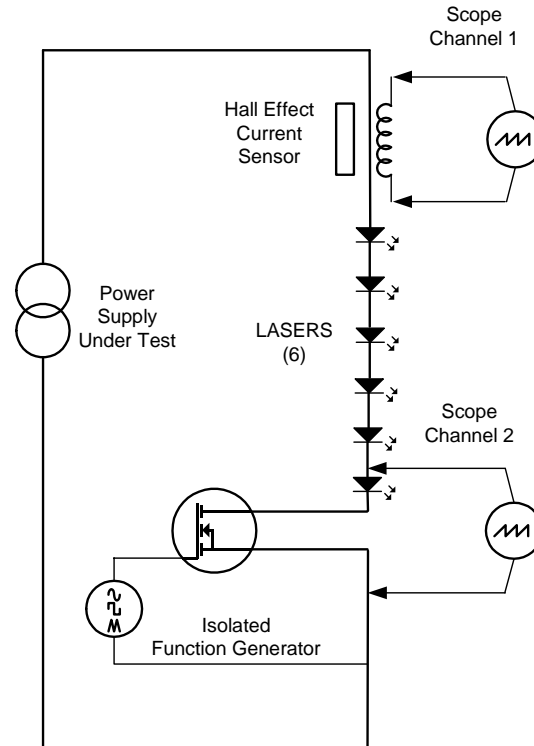 Scope
Channel 1
Hall Effect
Current
Sensor
Power
Supply
Under Test
LASERS
(6)
Scope
Channel 2
Isolated
Function Generator